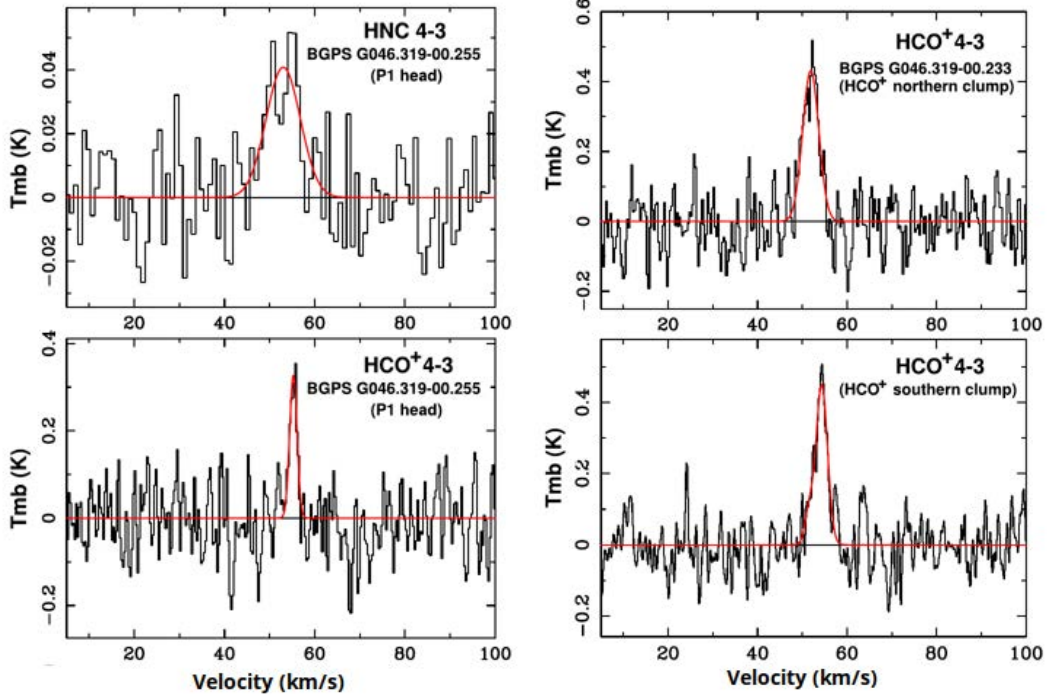 HNC 4-3
BGPS G046.319-00.255
(P1 head)
Tmb (K)
0.04
0.02
0
−0.02
20
40
60
80
100
HCO+4-3
BGPS G046.319-00.233
(HCO+ northern clump)
Tmb (K)
0.6
0.4
0.2
0
−0.2
20
40
60
80
100
HCO+4-3
BGPS G046.319-00.255
(P1 head)
Tmb (K)
0.4
0.2
0
−0.2
20
40
60
80
100
Velocity (km/s)
HCO+4-3
(HCO+ southern clump)
Tmb (K)
0.4
0.2
0
−0.2
20
40
60
80
100
Velocity (km/s)